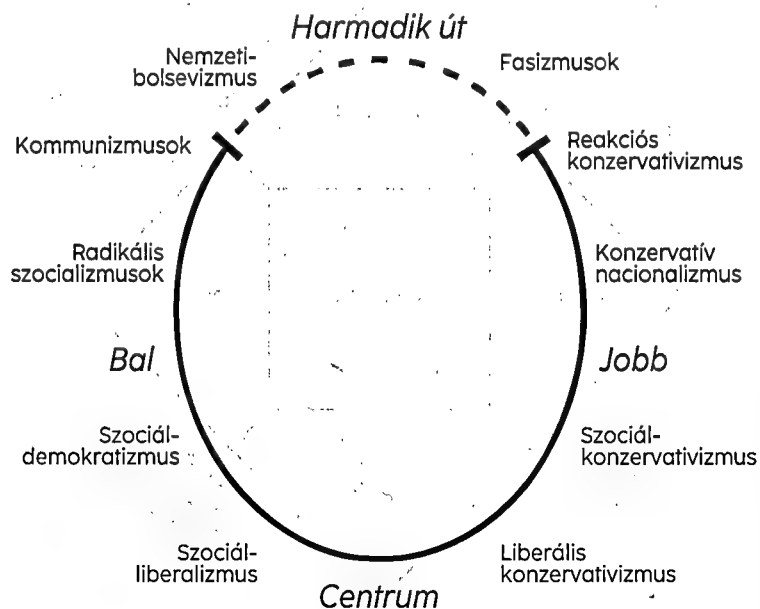 Harmadik út
Nemzeti-
bolsevizmus
Fasizmusok
Kommunizmusok
Reakciós
konzervativizmus
Radikális
szocializmusok
Konzervatív
nacionalizmus
Bal
Jobb
Szociál-
demokratizmus
Szociál-
konzervativizmus
Szociál-
liberalizmus
Liberális
konzervativizmus
Centrum